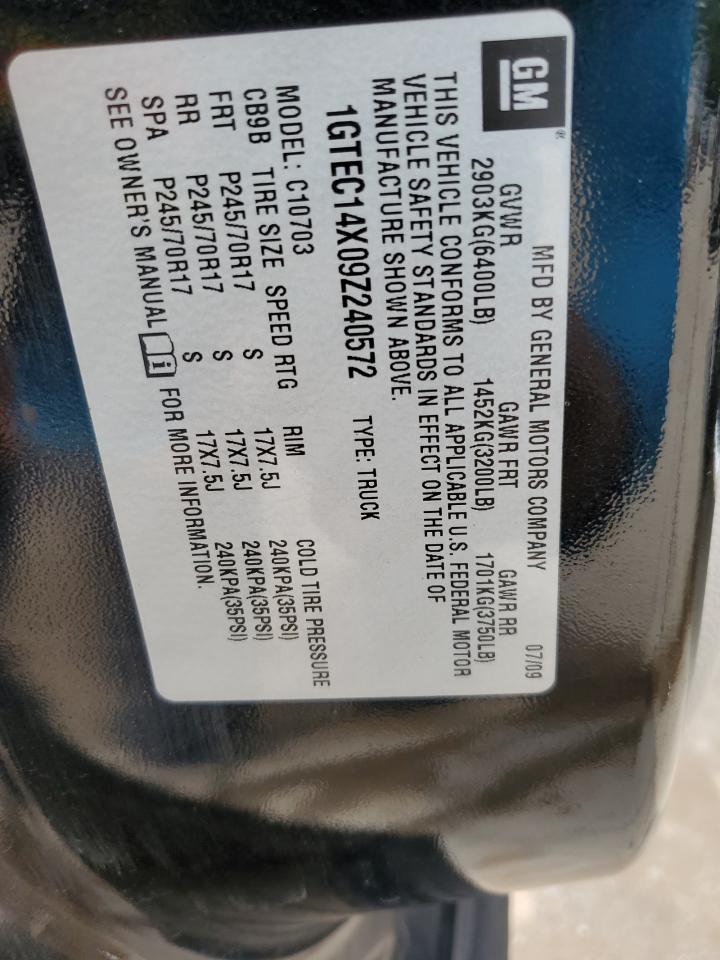 GM®
MFD BY GENERAL MOTORS COMPANY 07/09
GVWR GAWR FRT GAWR RR
2903KG(6400LB) 1452KG(3200LB) 1701KG(3750LB)
THIS VEHICLE CONFORMS TO ALL APPLICABLE U.S. FEDERAL MOTOR
VEHICLE SAFETY STANDARDS IN EFFECT ON THE DATE OF
MANUFACTURE SHOWN ABOVE.
1GTEC14X09Z240572 TYPE: TRUCK
MODEL: C10703
CB9B TIRE SIZE SPEED RTG RIM COLD TIRE PRESSURE
FRT P245/70R17 S 17X7.5J 240KPA(35PSI)
RR P245/70R17 S 17X7.5J 240KPA(35PSI)
SPA P245/70R17 S 17X7.5J 240KPA(35PSI)
SEE OWNER'S MANUAL i FOR MORE INFORMATION.